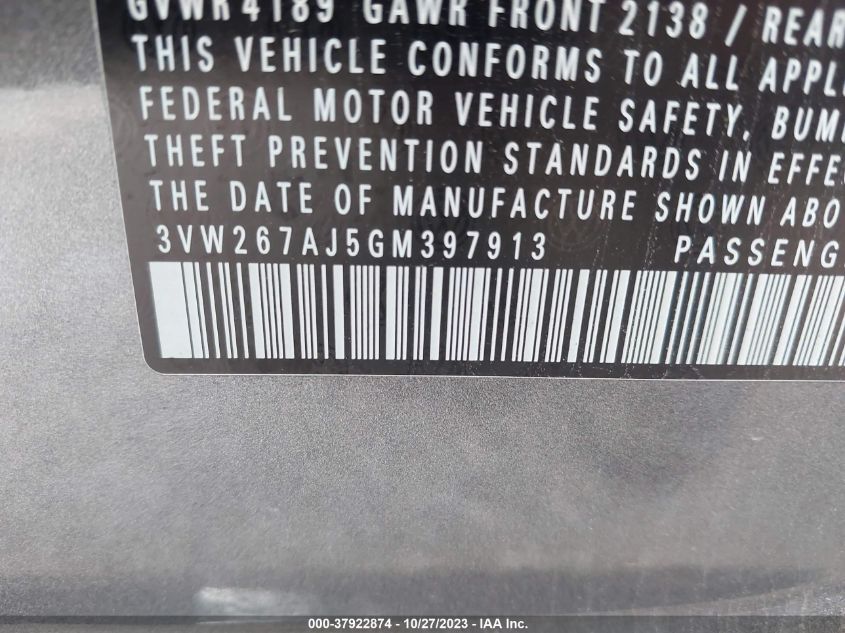 GVWR 4189 GAWR FRONT 2138 / REAR
THIS VEHICLE CONFORMS TO ALL APPL
FEDERAL MOTOR VEHICLE SAFETY, BUM
THEFT PREVENTION STANDARDS IN EFFE
THE DATE OF MANUFACTURE SHOWN ABO
3VW267AJ5GM397913 PASSENG
000-37922874 - 10/27/2023 - IAA Inc.